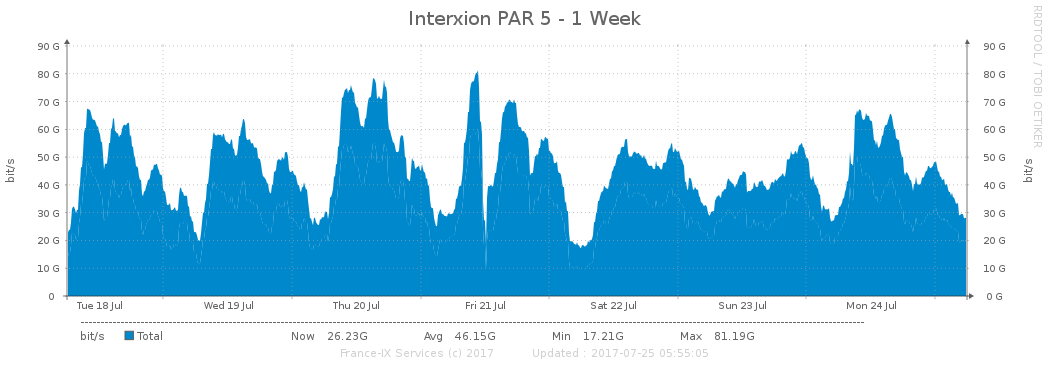 Interxion PAR 5 - 1 Week
RRDTOOL / TOBI OETIKER
90 G 90 G
80 G 80 G
70 G 70 G
60 G 60 G
50 G 50 G
40 G 40 G
30 G 30 G
20 G 20 G
10 G 10 G
0 0 G
bit/s
bit/s
Tue 18 Jul Wed 19 Jul Thu 20 Jul Fri 21 Jul Sat 22 Jul Sun 23 Jul Mon 24 Jul
bit/s Total Now 26.23G Avg 46.15G Min 17.21G Max 81.19G
France-IX Services (c) 2017 Updated : 2017-07-25 05:55:05